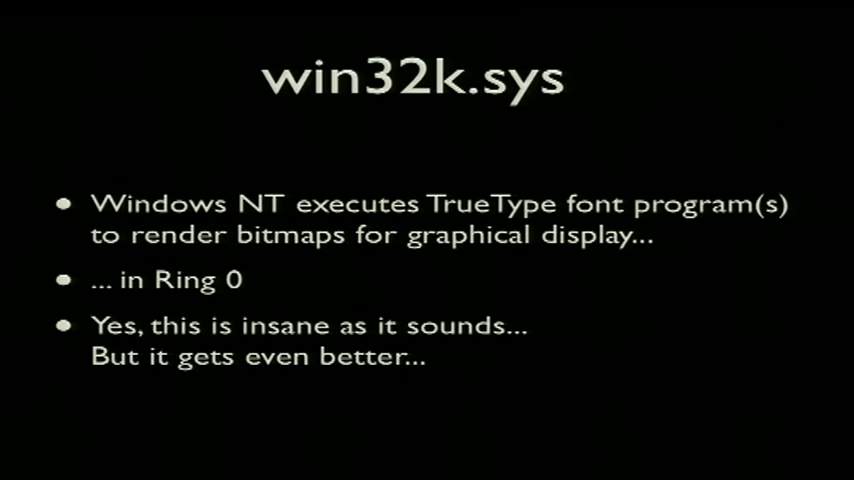 win32k.sys
• Windows NT executes TrueType font program(s)
to render bitmaps for graphical display...
• ... in Ring 0
• Yes, this is insane as it sounds...
But it gets even better...